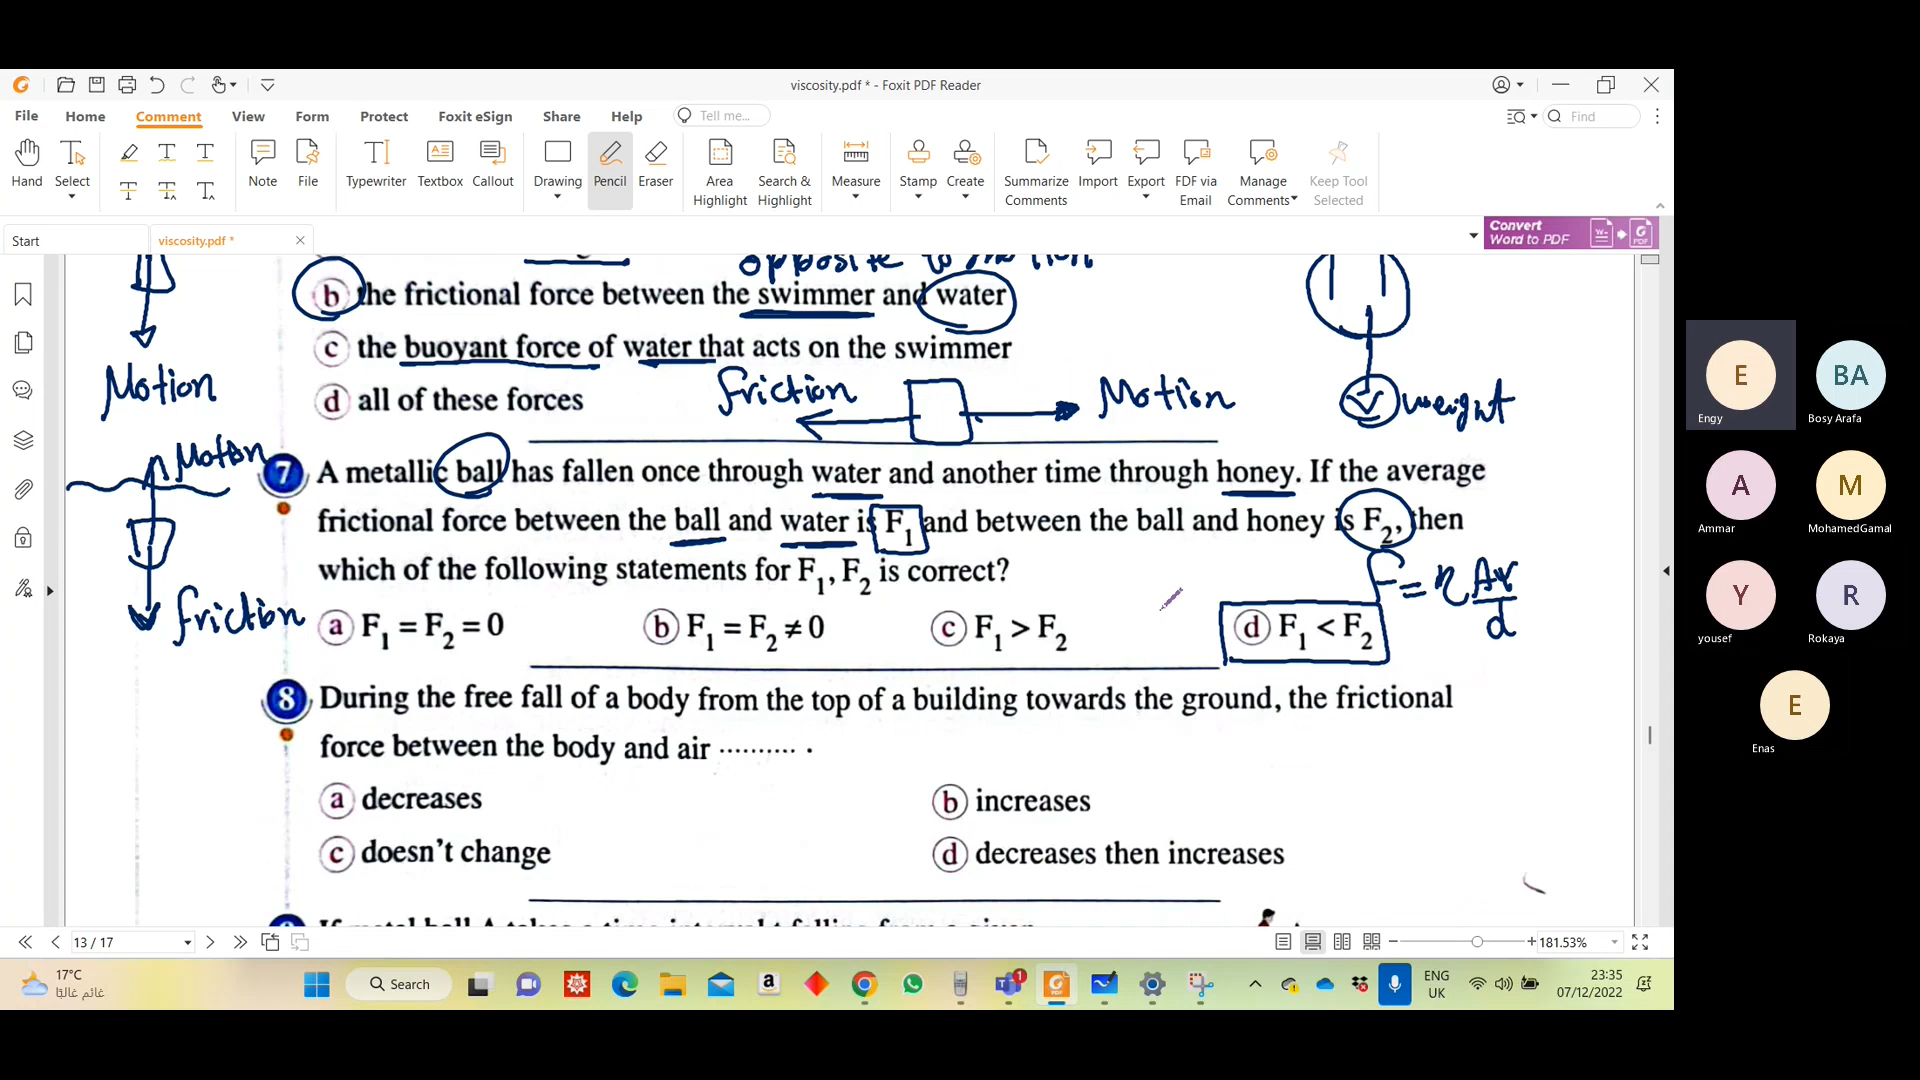 viscosity.pdf * - Foxit PDF Reader
File Home Comment View Form Protect Foxit eSign Share Help Tell me... Find
Hand Select Note File Typewriter Textbox Callout Drawing Pencil Eraser Area Highlight Search & Highlight Measure Stamp Create Summarize Comments Import Export FDF via Email Manage Comments Keep Tool Selected
Start viscosity.pdf *
Convert
Word to PDF
opposite to motion
b the frictional force between the swimmer and water
c the buoyant force of water that acts on the swimmer
Motion
friction Motion weight
d all of these forces
Motion
7 A metallic ball has fallen once through water and another time through honey. If the average
frictional force between the ball and water is F1 and between the ball and honey is F2, then
which of the following statements for F1, F2 is correct?
F = η Av/d
friction
a F1 = F2 = 0 b F1 = F2 ≠ 0 c F1 > F2 d F1 < F2
8 During the free fall of a body from the top of a building towards the ground, the frictional
force between the body and air .......... .
a decreases b increases
c doesn't change d decreases then increases
13 / 17 181.53%
E Engy
BA Bosy Arafa
A Ammar
M MohamedGamal
Y yousef
R Rokaya
E Enas
17°C
غائم غالبًا
Search
1
ENG
UK
23:35
07/12/2022